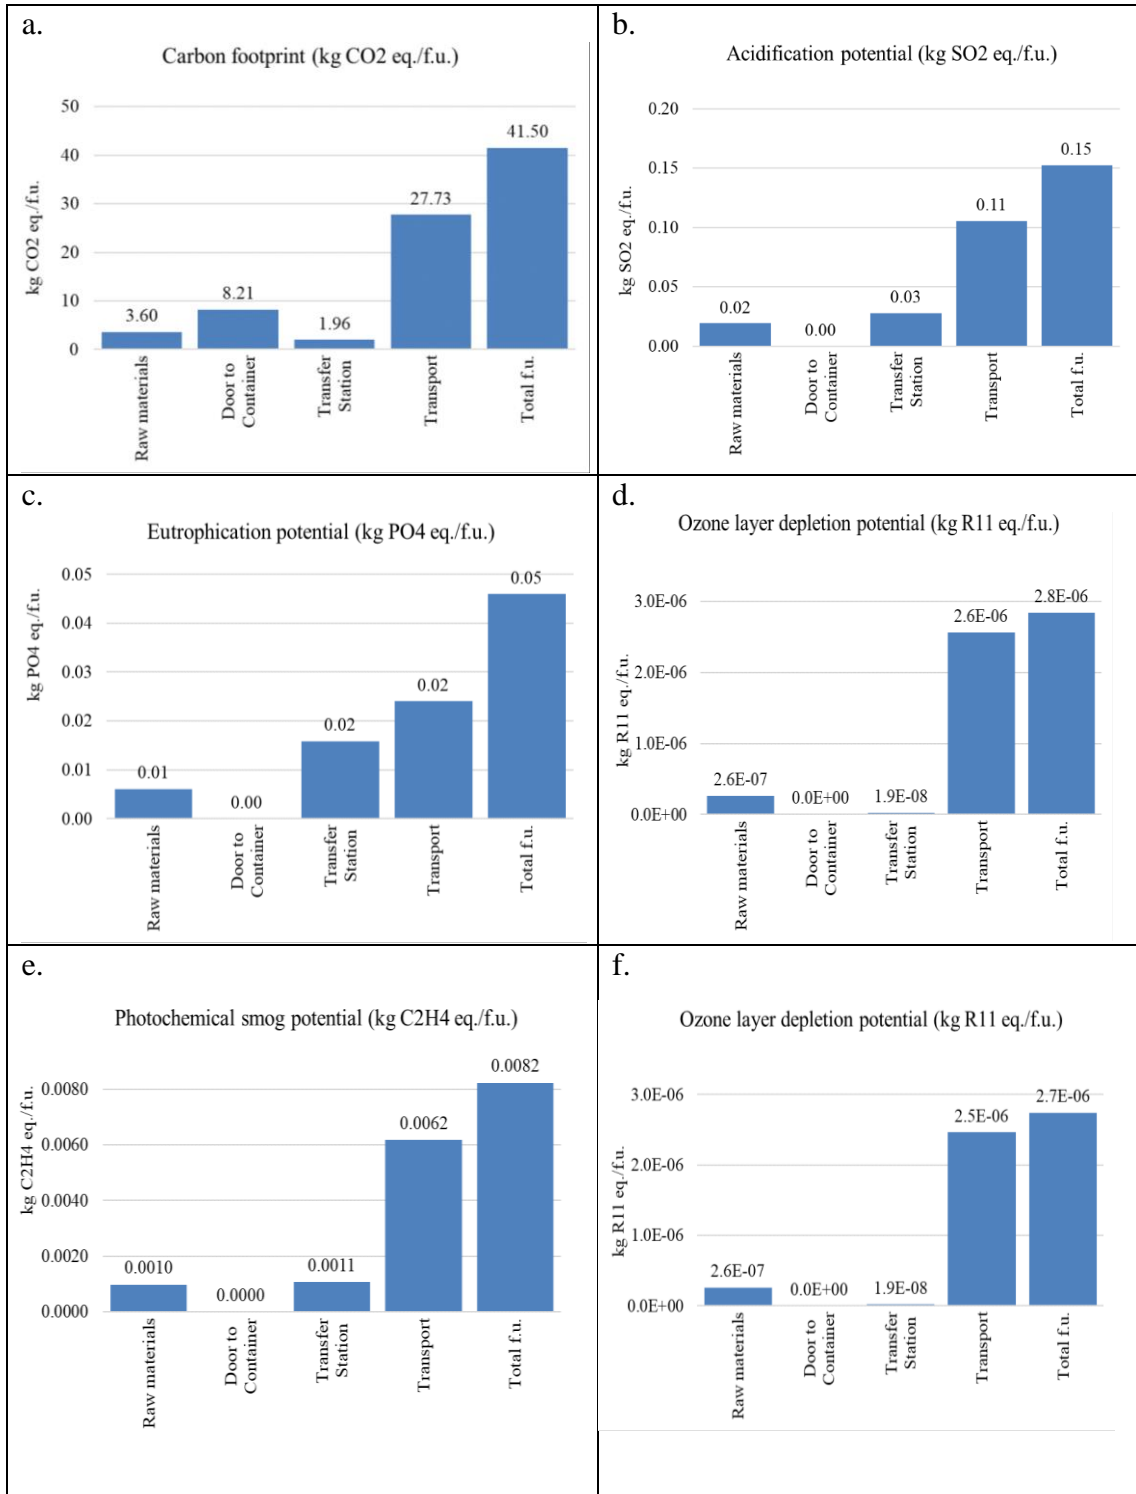 a.
Carbon footprint (kg CO2 eq./f.u.)
kg CO2 eq./f.u.
50
40
30
20
10
0
3.60
8.21
1.96
27.73
41.50
Raw materials
Door to
Container
Transfer
Station
Transport
Total f.u.
b.
Acidification potential (kg SO2 eq./f.u.)
kg SO2 eq./f.u.
0.20
0.15
0.10
0.05
0.00
0.02
0.00
0.03
0.11
0.15
Raw materials
Door to
Container
Transfer
Station
Transport
Total f.u.
c.
Eutrophication potential (kg PO4 eq./f.u.)
kg PO4 eq./f.u.
0.05
0.04
0.03
0.02
0.01
0.00
0.01
0.00
0.02
0.02
0.05
Raw materials
Door to
Container
Transfer
Station
Transport
Total f.u.
d.
Ozone layer depletion potential (kg R11 eq./f.u.)
kg R11 eq./f.u.
3.0E-06
2.0E-06
1.0E-06
0.0E+00
2.6E-07
0.0E+00
1.9E-08
2.6E-06
2.8E-06
Raw materials
Door to
Container
Transfer
Station
Transport
Total f.u.
e.
Photochemical smog potential (kg C2H4 eq./f.u.)
kg C2H4 eq./f.u.
0.0080
0.0060
0.0040
0.0020
0.0000
0.0010
0.0000
0.0011
0.0062
0.0082
Raw materials
Door to
Container
Transfer
Station
Transport
Total f.u.
f.
Ozone layer depletion potential (kg R11 eq./f.u.)
kg R11 eq./f.u.
3.0E-06
2.0E-06
1.0E-06
0.0E+00
2.6E-07
0.0E+00
1.9E-08
2.5E-06
2.7E-06
Raw materials
Door to
Container
Transfer
Station
Transport
Total f.u.